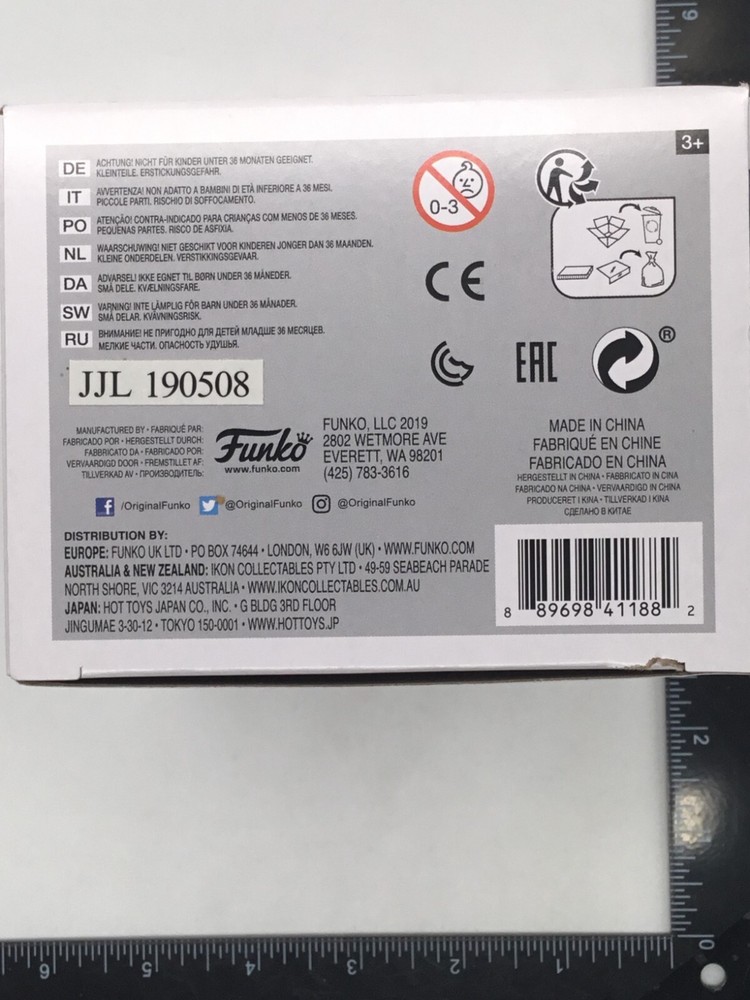 3+
DE ACHTUNG! NICHT FÜR KINDER UNTER 36 MONATEN GEEIGNET.
KLEINTEILE. ERSTICKUNGSGEFAHR.
IT AVVERTENZA! NON ADATTO A BAMBINI DI ETÀ INFERIORE A 36 MESI.
PICCOLE PARTI. RISCHIO DI SOFFOCAMENTO.
PO ATENÇÃO! CONTRA-INDICADO PARA CRIANÇAS COM MENOS DE 36 MESES.
PEQUENAS PARTES. RISCO DE ASFIXIA.
NL WAARSCHUWING! NIET GESCHIKT VOOR KINDEREN JONGER DAN 36 MAANDEN.
KLEINE ONDERDELEN. VERSTIKKINGSGEVAAR.
DA ADVARSEL! IKKE EGNET TIL BØRN UNDER 36 MÅNEDER.
SMÅ DELE. KVÆLNINGSFARE.
SW VARNING! INTE LÄMPLIG FÖR BARN UNDER 36 MÅNADER.
SMÅ DELAR. KVÄVNINGSRISK.
RU ВНИМАНИЕ! НЕ ПРИГОДНО ДЛЯ ДЕТЕЙ МЛАДШЕ 36 МЕСЯЦЕВ.
МЕЛКИЕ ЧАСТИ. ОПАСНОСТЬ УДУШЬЯ.
0-3
CE
EAC
®
JJL 190508
MANUFACTURED BY • FABRIQUÉ PAR:
FABRICADO POR • HERGESTELLT DURCH:
FABBRICATO DA • FABRICADO POR:
VERVAARDIGD DOOR • FREMSTILLET AF:
TILLVERKAD AV • ПРОИЗВОДИТЕЛЬ:
Funko
www.funko.com
FUNKO, LLC 2019
2802 WETMORE AVE
EVERETT, WA 98201
(425) 783-3616
MADE IN CHINA
FABRIQUÉ EN CHINE
FABRICADO EN CHINA
HERGESTELLT IN CHINA • FABBRICATO IN CINA
FABRICADO NA CHINA • VERVAARDIGD IN CHINA
PRODUCERET I KINA • TILLVERKAD I KINA
СДЕЛАНО В КИТАЕ
f /OriginalFunko @OriginalFunko @OriginalFunko
DISTRIBUTION BY:
EUROPE: FUNKO UK LTD • PO BOX 74644 • LONDON, W6 6JW (UK) • WWW.FUNKO.COM
AUSTRALIA & NEW ZEALAND: IKON COLLECTABLES PTY LTD • 49-59 SEABEACH PARADE
NORTH SHORE, VIC 3214 AUSTRALIA • WWW.IKONCOLLECTABLES.COM.AU
JAPAN: HOT TOYS JAPAN CO., INC. • G BLDG 3RD FLOOR
JINGUMAE 3-30-12 • TOKYO 150-0001 • WWW.HOTTOYS.JP
8 89698 41188 2
6
2
0
6 5 4 3 2 1